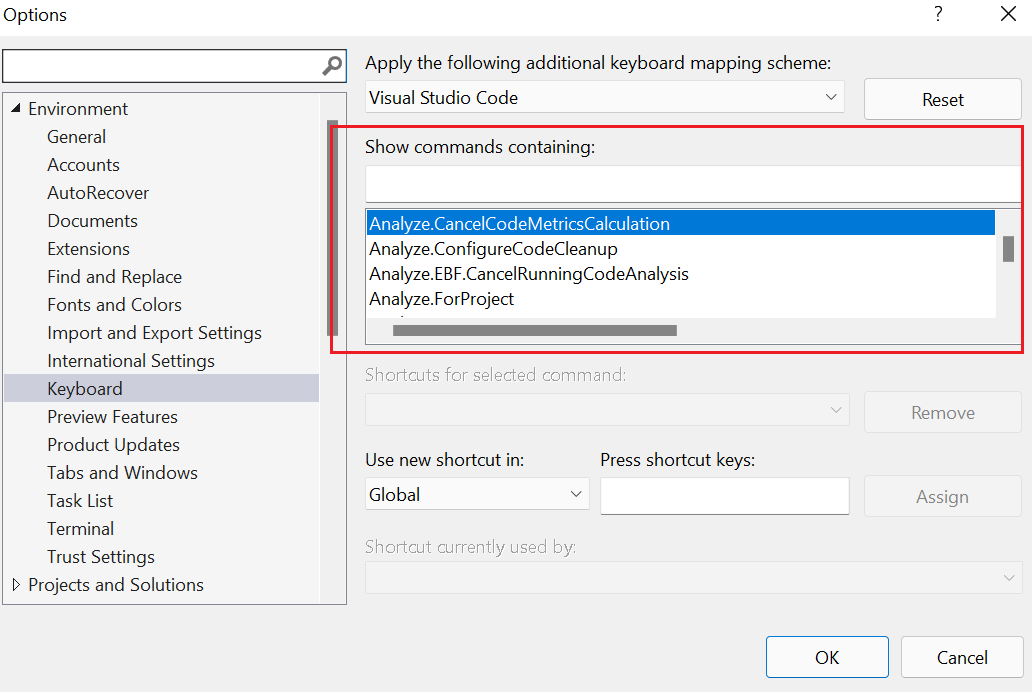 Options
?
Environment
General
Accounts
AutoRecover
Documents
Extensions
Find and Replace
Fonts and Colors
Import and Export Settings
International Settings
Keyboard
Preview Features
Product Updates
Tabs and Windows
Task List
Terminal
Trust Settings
Projects and Solutions
Apply the following additional keyboard mapping scheme:
Visual Studio Code
Reset
Show commands containing:
Analyze.CancelCodeMetricsCalculation
Analyze.ConfigureCodeCleanup
Analyze.EBF.CancelRunningCodeAnalysis
Analyze.ForProject
Shortcuts for selected command:
Remove
Use new shortcut in:
Press shortcut keys:
Global
Assign
Shortcut currently used by:
OK
Cancel